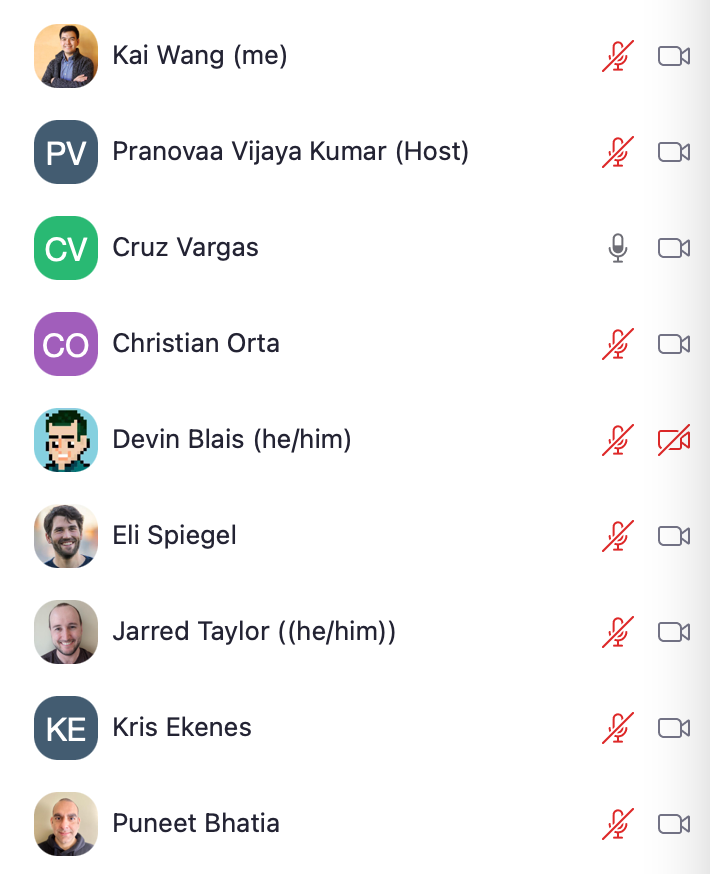 Kai Wang (me)
PV Pranovaa Vijaya Kumar (Host)
CV Cruz Vargas
CO Christian Orta
Devin Blais (he/him)
Eli Spiegel
Jarred Taylor ((he/him))
KE Kris Ekenes
Puneet Bhatia